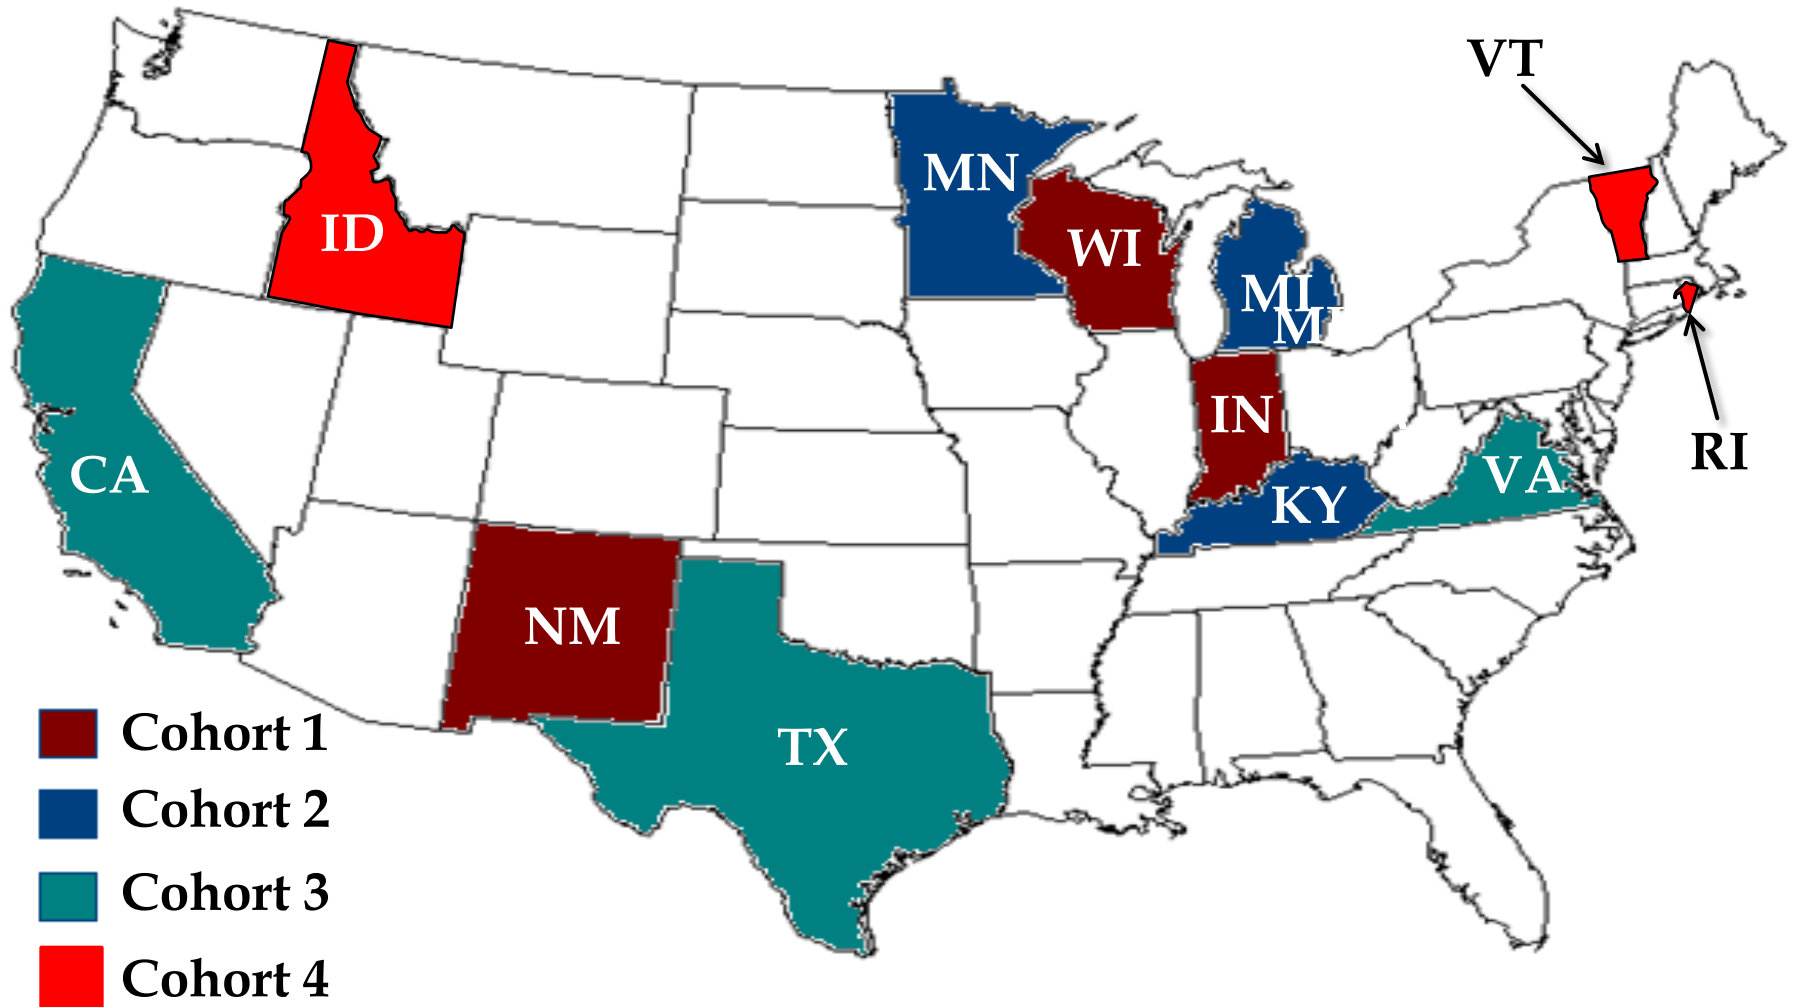 VT
MN
ID
WI
MI
MI
IN
RI
CA
VA
KY
NM
TX
Cohort 1
Cohort 2
Cohort 3
Cohort 4